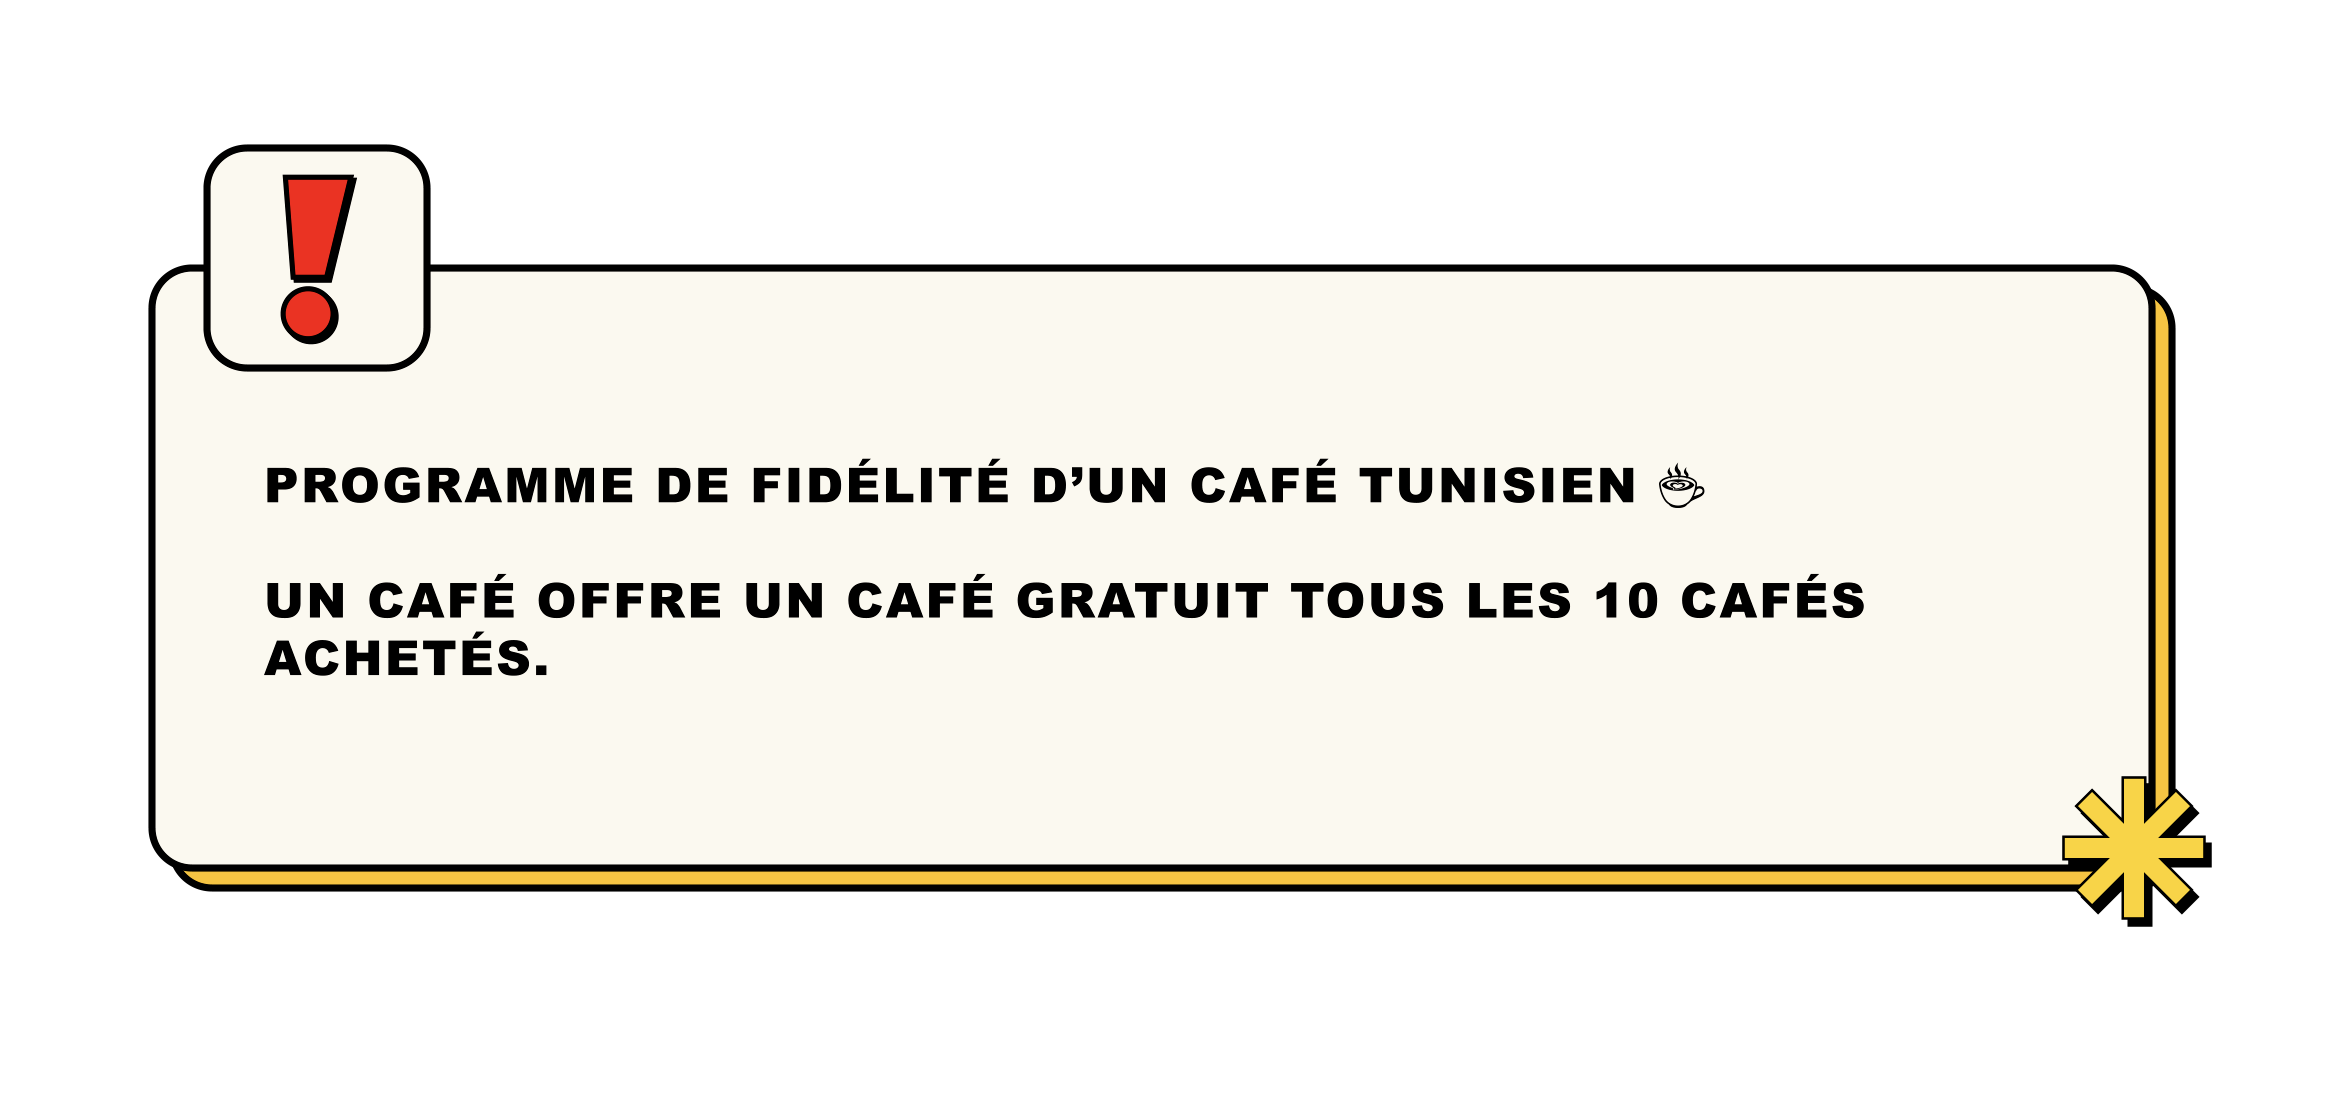 PROGRAMME DE FIDÉLITÉ D’UN CAFÉ TUNISIEN ☕
UN CAFÉ OFFRE UN CAFÉ GRATUIT TOUS LES 10 CAFÉS
ACHETÉS.